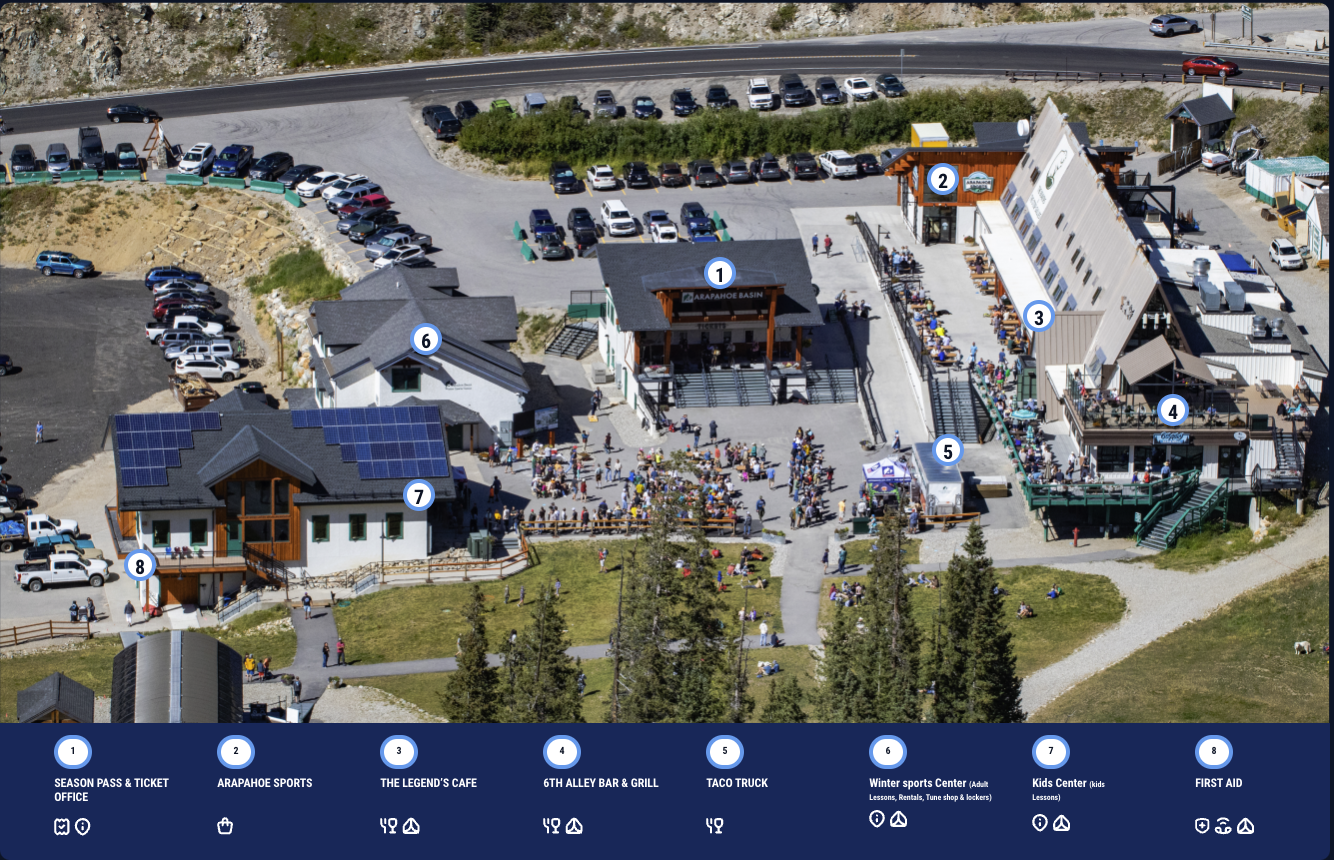 2
1
ARAPAHOE BASIN
TICKETS
3
6
4
5
7
8
1
SEASON PASS & TICKET
OFFICE
2
ARAPAHOE SPORTS
3
THE LEGEND'S CAFE
4
6TH ALLEY BAR & GRILL
5
TACO TRUCK
6
Winter sports Center (Adult
Lessons, Rentals, Tune shop & lockers)
7
Kids Center (kids
Lessons)
8
FIRST AID